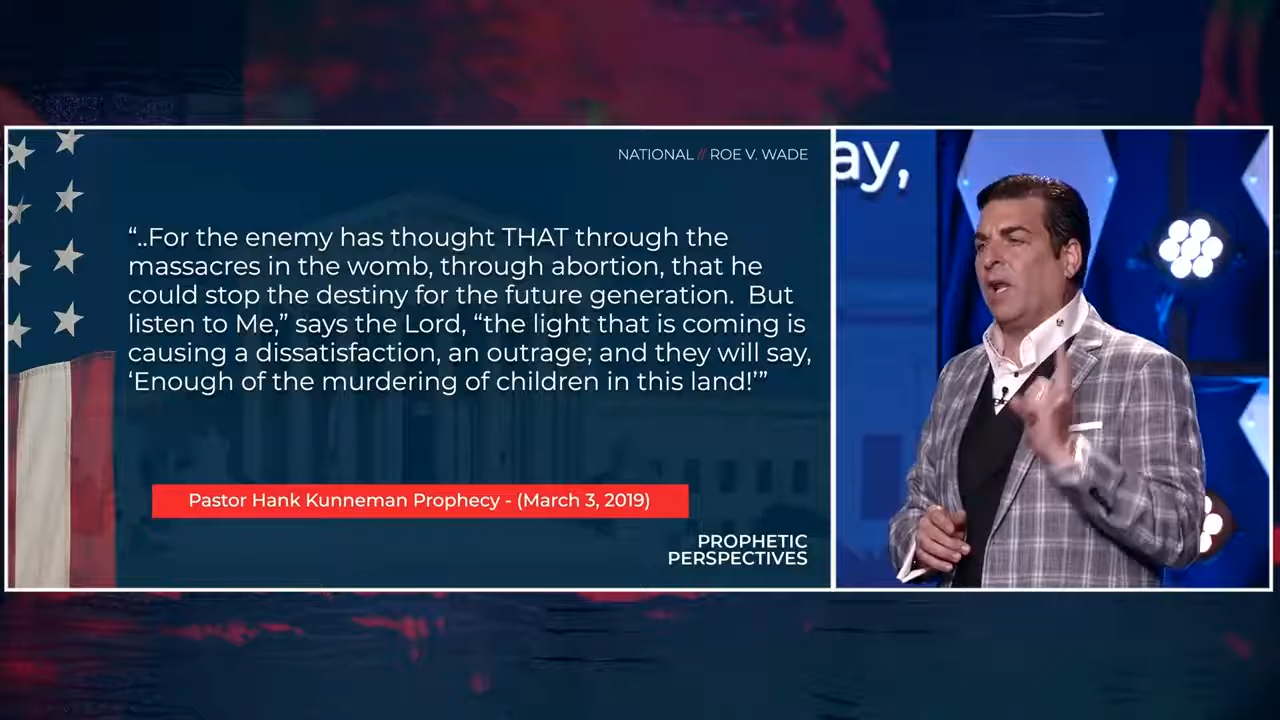 NATIONAL // ROE V. WADE
“..For the enemy has thought THAT through the
massacres in the womb, through abortion, that he
could stop the destiny for the future generation.  But
listen to Me,” says the Lord, “the light that is coming is
causing a dissatisfaction, an outrage; and they will say,
‘Enough of the murdering of children in this land!’”
Pastor Hank Kunneman Prophecy - (March 3, 2019)
PROPHETIC
PERSPECTIVES
ay,